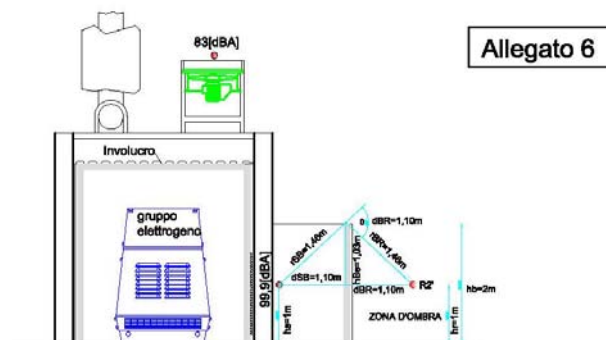 83[dBA]
Allegato 6
Involucro
gruppo
elettrogeno
dBR=1,10m
rSB=1,46m
rBR=1,46m
hBe=1,03m
99,9[dBA]
dSB=1,10m
dBR=1,10m
R2'
hb=2m
ZONA D'OMBRA
ha=1m
hr=1m